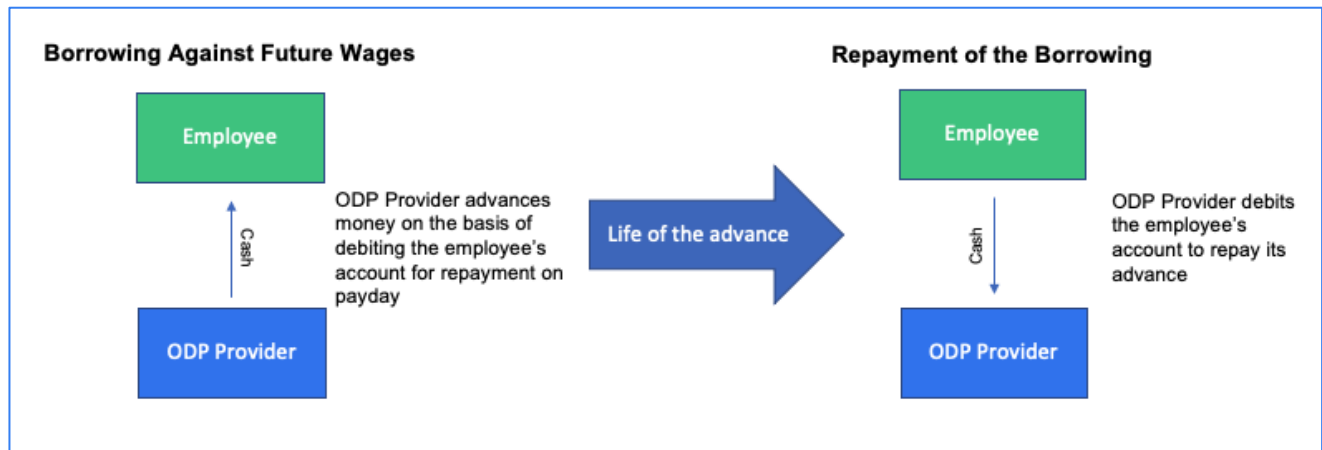 Borrowing Against Future Wages
Employee
Cash
ODP Provider advances
money on the basis of
debiting the employee's
account for repayment on
payday
ODP Provider
Life of the advance
Repayment of the Borrowing
Employee
Cash
ODP Provider debits
the employee's
account to repay its
advance
ODP Provider